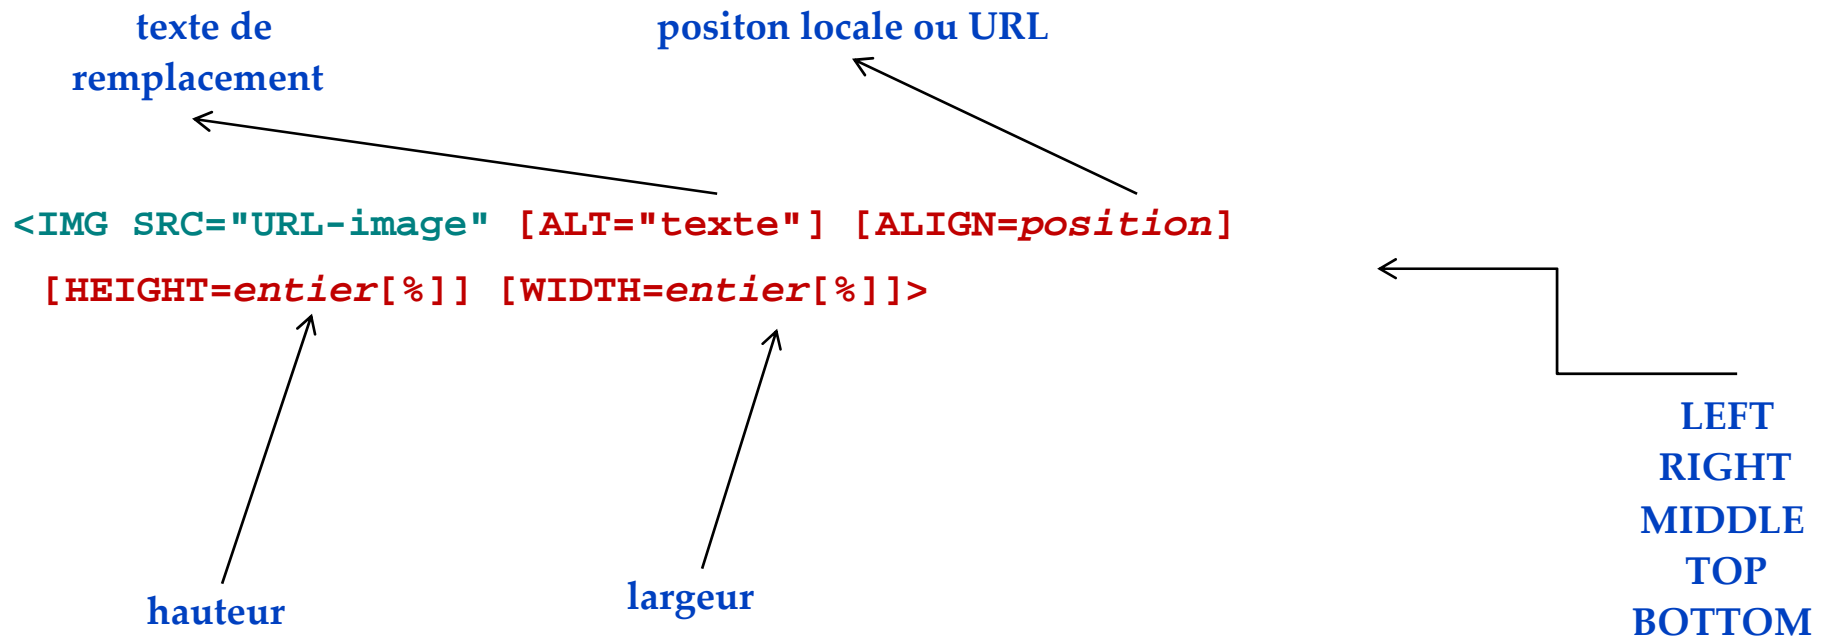 texte de
remplacement
positon locale ou URL
<IMG SRC="URL-image" [ALT="texte"] [ALIGN=position]
[HEIGHT=entier[%]] [WIDTH=entier[%]]>
LEFT
RIGHT
MIDDLE
TOP
BOTTOM
hauteur
largeur